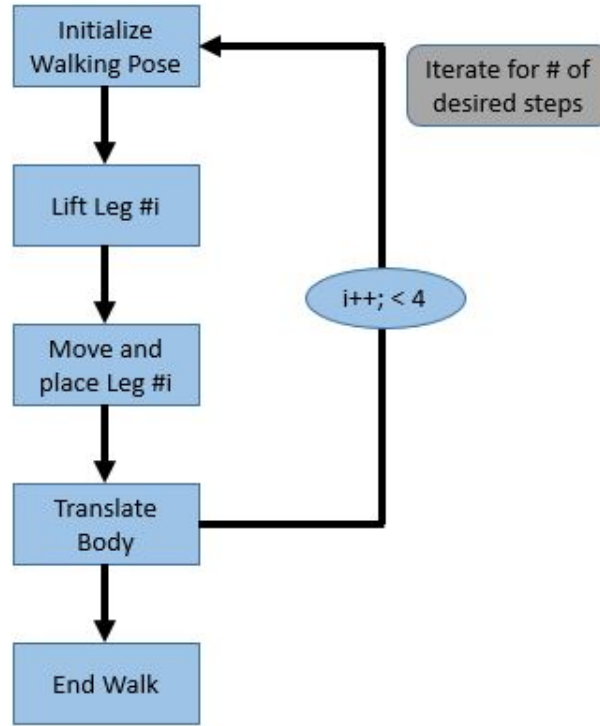 Initialize
Walking Pose
Iterate for # of
desired steps
Lift Leg #i
i++; < 4
Move and
place Leg #i
Translate
Body
End Walk